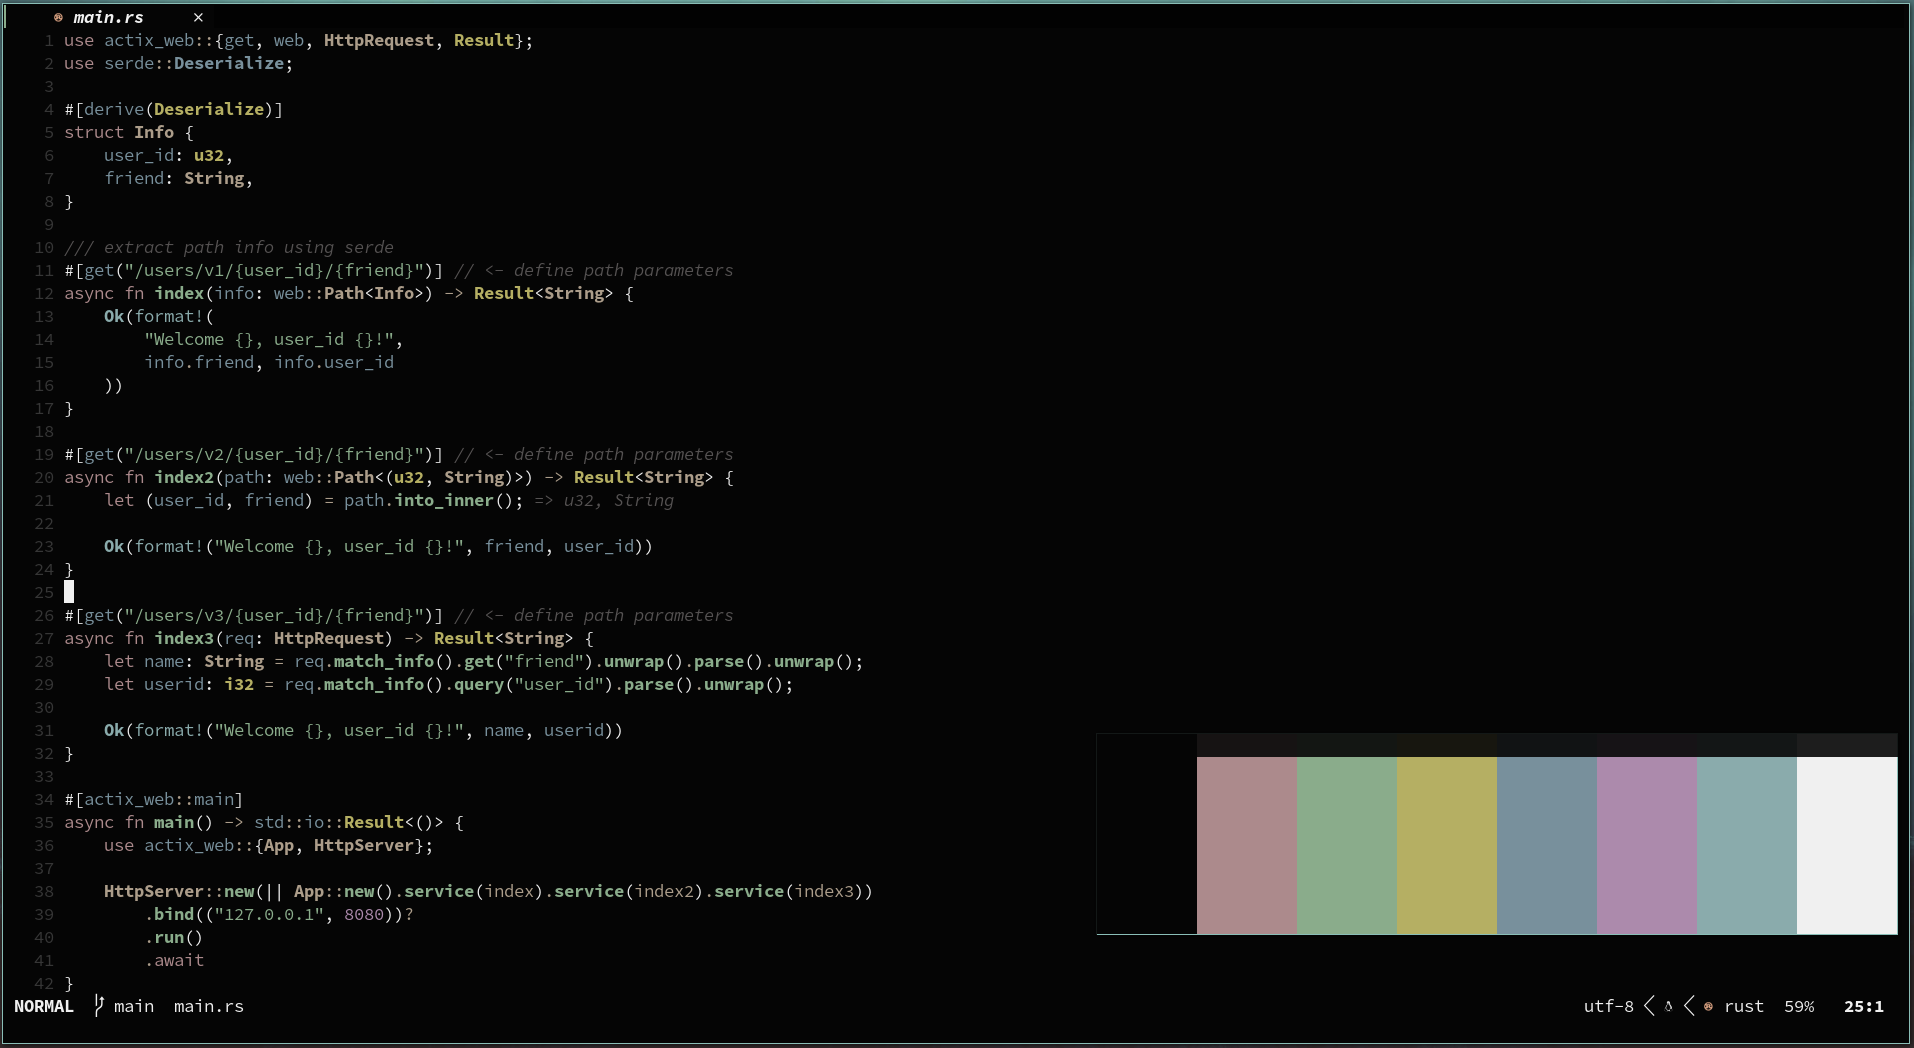 main.rs ×
1 use actix_web::{get, web, HttpRequest, Result};
2 use serde::Deserialize;
3
4 #[derive(Deserialize)]
5 struct Info {
6     user_id: u32,
7     friend: String,
8 }
9
10 /// extract path info using serde
11 #[get("/users/v1/{user_id}/{friend}")] // <- define path parameters
12 async fn index(info: web::Path<Info>) -> Result<String> {
13     Ok(format!(
14         "Welcome {}, user_id {}!",
15         info.friend, info.user_id
16     ))
17 }
18
19 #[get("/users/v2/{user_id}/{friend}")] // <- define path parameters
20 async fn index2(path: web::Path<(u32, String)>) -> Result<String> {
21     let (user_id, friend) = path.into_inner(); => u32, String
22
23     Ok(format!("Welcome {}, user_id {}!", friend, user_id))
24 }
25
26 #[get("/users/v3/{user_id}/{friend}")] // <- define path parameters
27 async fn index3(req: HttpRequest) -> Result<String> {
28     let name: String = req.match_info().get("friend").unwrap().parse().unwrap();
29     let userid: i32 = req.match_info().query("user_id").parse().unwrap();
30
31     Ok(format!("Welcome {}, user_id {}!", name, userid))
32 }
33
34 #[actix_web::main]
35 async fn main() -> std::io::Result<()> {
36     use actix_web::{App, HttpServer};
37
38     HttpServer::new(|| App::new().service(index).service(index2).service(index3))
39         .bind(("127.0.0.1", 8080))?
40         .run()
41         .await
42 }
NORMAL main main.rs utf-8 rust 59% 25:1